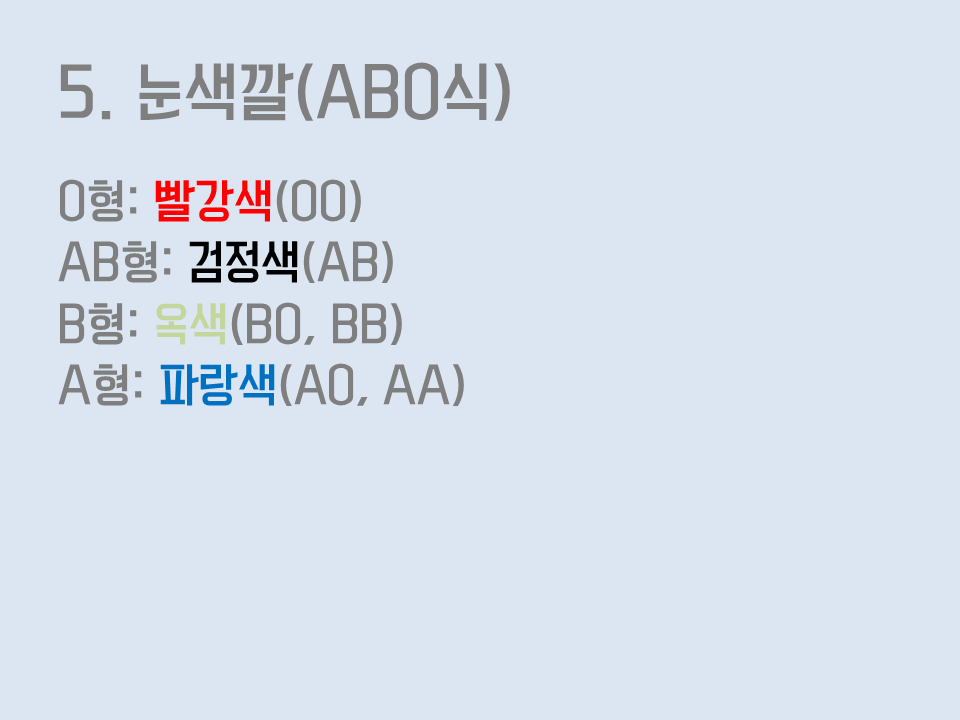 5. 눈색깔(ABO식)
O형: 빨강색(OO)
AB형: 검정색(AB)
B형: 옥색(BO, BB)
A형: 파랑색(AO, AA)